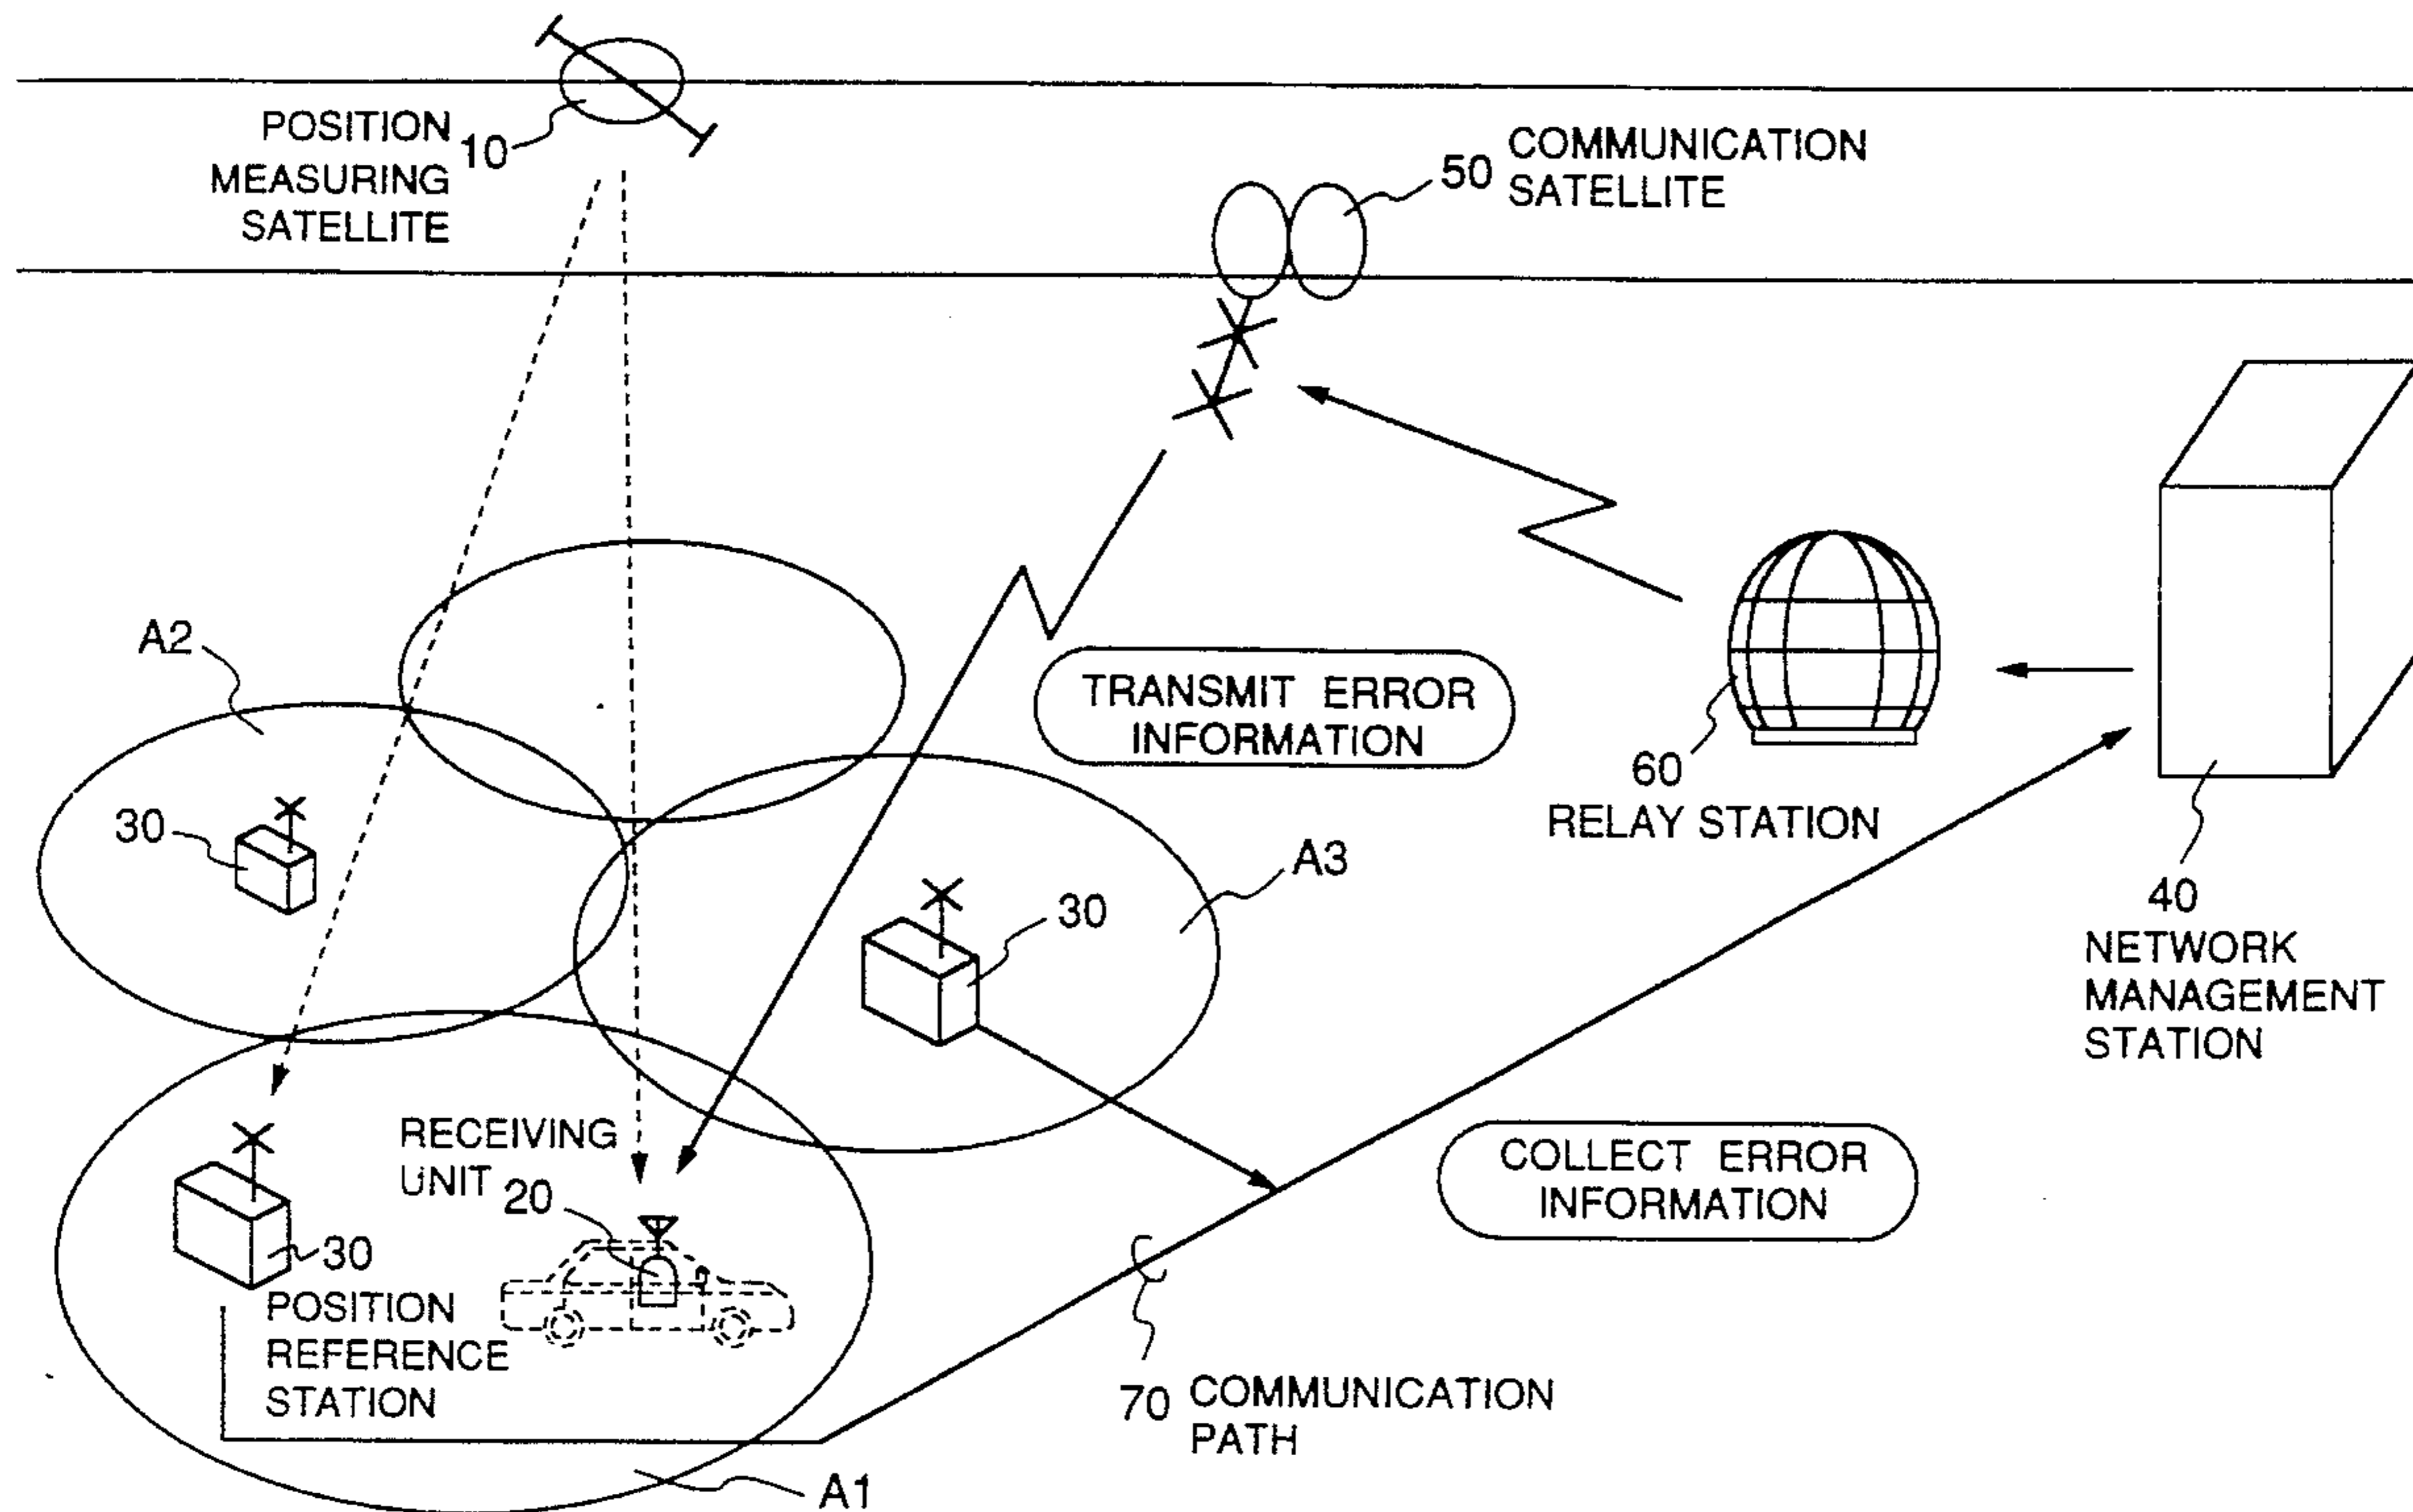 POSITION
MEASURING
SATELLITE
10
50
COMMUNICATION
SATELLITE
A2
TRANSMIT ERROR
INFORMATION
60
RELAY STATION
30
A3
30
40
NETWORK
MANAGEMENT
STATION
RECEIVING
UNIT 20
COLLECT ERROR
INFORMATION
30
POSITION
REFERENCE
STATION
70
COMMUNICATION
PATH
A1